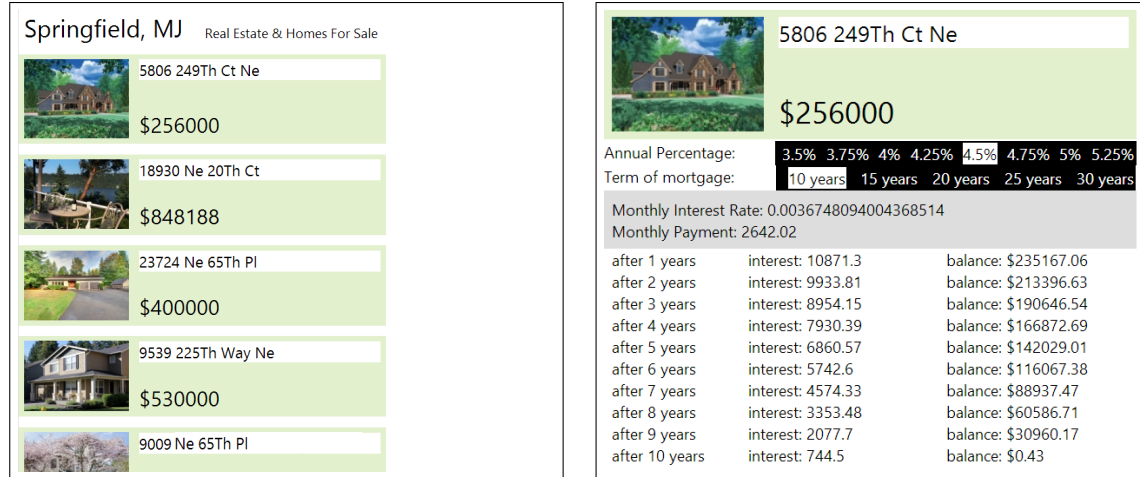 Springfield, MJ Real Estate & Homes For Sale
5806 249Th Ct Ne
$256000
18930 Ne 20Th Ct
$848188
23724 Ne 65Th Pl
$400000
9539 225Th Way Ne
$530000
9009 Ne 65Th Pl
5806 249Th Ct Ne
$256000
Annual Percentage: 3.5% 3.75% 4% 4.25% 4.5% 4.75% 5% 5.25%
Term of mortgage: 10 years 15 years 20 years 25 years 30 years
Monthly Interest Rate: 0.0036748094004368514
Monthly Payment: 2642.02
after 1 years interest: 10871.3 balance: $235167.06
after 2 years interest: 9933.81 balance: $213396.63
after 3 years interest: 8954.15 balance: $190646.54
after 4 years interest: 7930.39 balance: $166872.69
after 5 years interest: 6860.57 balance: $142029.01
after 6 years interest: 5742.6 balance: $116067.38
after 7 years interest: 4574.33 balance: $88937.47
after 8 years interest: 3353.48 balance: $60586.71
after 9 years interest: 2077.7 balance: $30960.17
after 10 years interest: 744.5 balance: $0.43